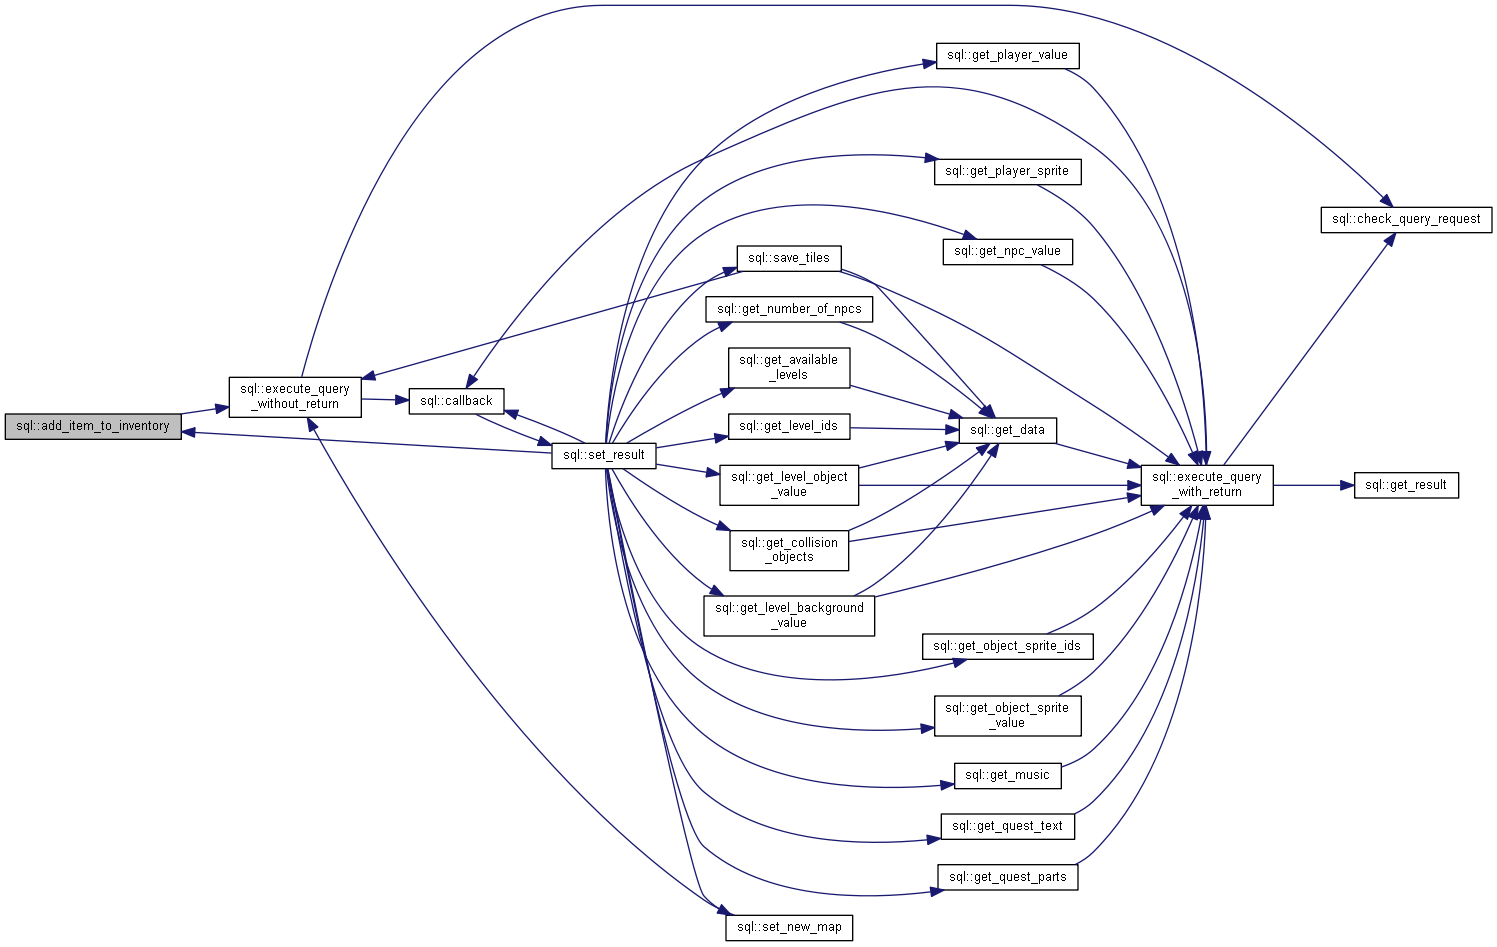 sql::add_item_to_inventory
sql::execute_query
_without_return
sql::callback
sql::set_result
sql::save_tiles
sql::get_number_of_npcs
sql::get_available
_levels
sql::get_level_ids
sql::get_level_object
_value
sql::get_collision
_objects
sql::get_level_background
_value
sql::set_new_map
sql::get_player_value
sql::get_player_sprite
sql::get_npc_value
sql::get_data
sql::get_object_sprite_ids
sql::get_object_sprite
_value
sql::get_music
sql::get_quest_text
sql::get_quest_parts
sql::execute_query
_with_return
sql::check_query_request
sql::get_result